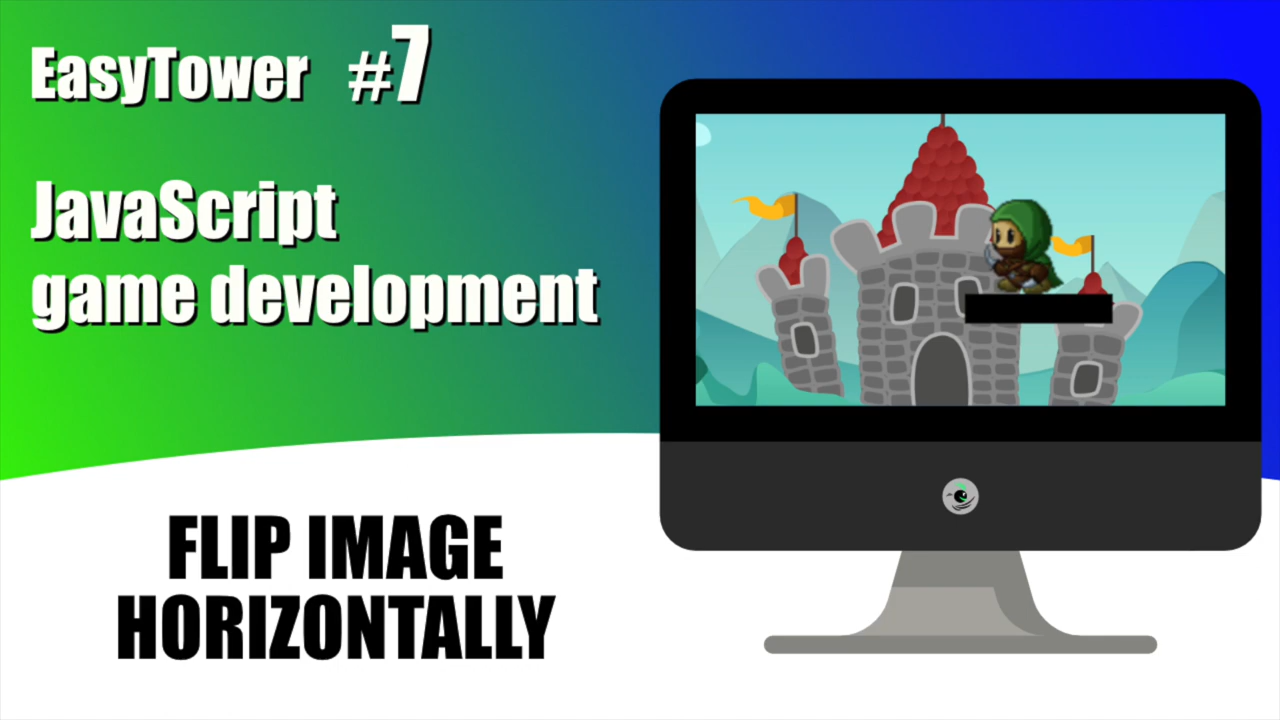 EasyTower #7
JavaScript
game development
FLIP IMAGE
HORIZONTALLY